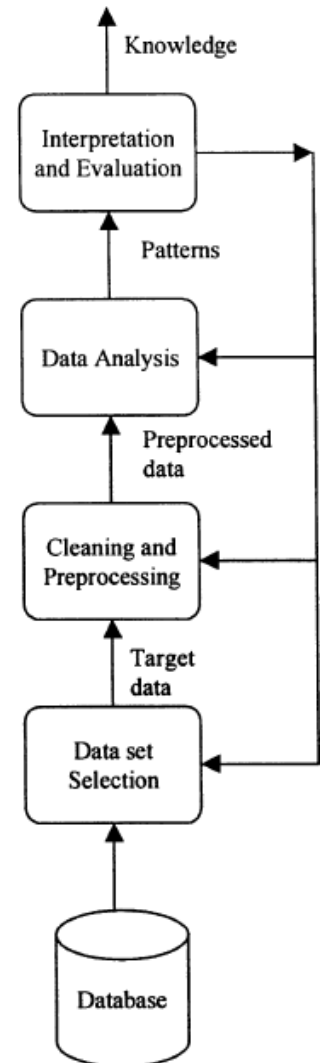 Knowledge
Interpretation
and Evaluation
Patterns
Data Analysis
Preprocessed
data
Cleaning and
Preprocessing
Target
data
Data set
Selection
Database